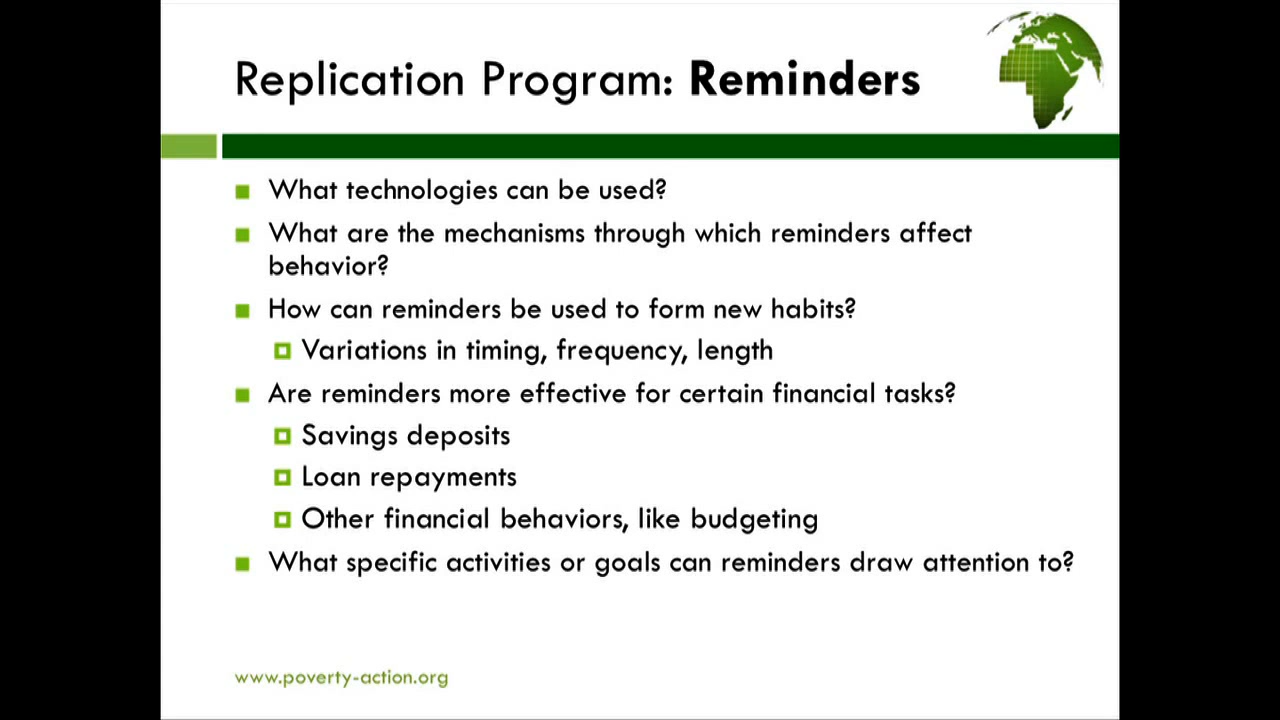 Replication Program: Reminders
What technologies can be used?
What are the mechanisms through which reminders affect
behavior?
How can reminders be used to form new habits?
Variations in timing, frequency, length
Are reminders more effective for certain financial tasks?
Savings deposits
Loan repayments
Other financial behaviors, like budgeting
What specific activities or goals can reminders draw attention to?
www.poverty-action.org